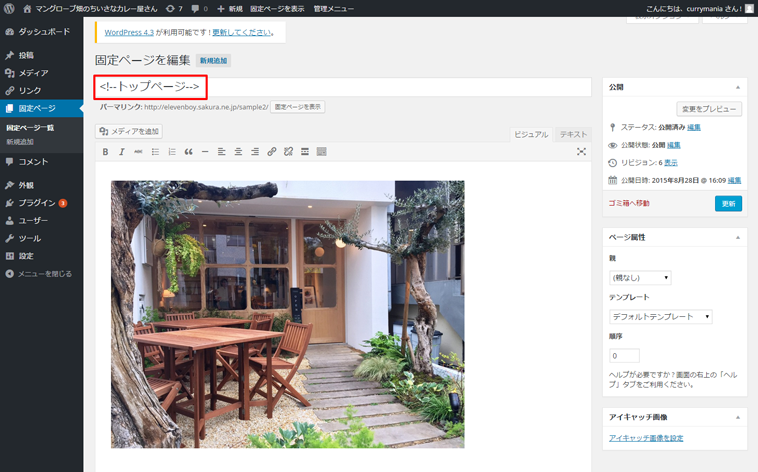 マングローブ畑のちいさなカレー屋さん 7 0 新規 固定ページを表示 管理メニュー こんにちは、currymania さん！
WordPress 4.3 が利用可能です ! 更新してください。
固定ページを編集 新規追加
<!--トップページ-->
パーマリンク: http://elevenboy.sakura.ne.jp/sample2/ 固定ページを表示
メディアを追加
ビジュアル テキスト
B I ABC
ダッシュボード
投稿
メディア
リンク
固定ページ
固定ページ一覧
新規追加
コメント
外観
プラグイン 3
ユーザー
ツール
設定
メニューを閉じる
公開
変更をプレビュー
ステータス: 公開済み 編集
公開状態: 公開 編集
リビジョン: 6 表示
公開日時: 2015年8月28日 @ 16:09 編集
ゴミ箱へ移動 更新
ページ属性
親
(親なし)
テンプレート
デフォルトテンプレート
順序
0
ヘルプが必要ですか ? 画面の右上の「ヘル
プ」タブをご利用ください。
アイキャッチ画像
アイキャッチ画像を設定